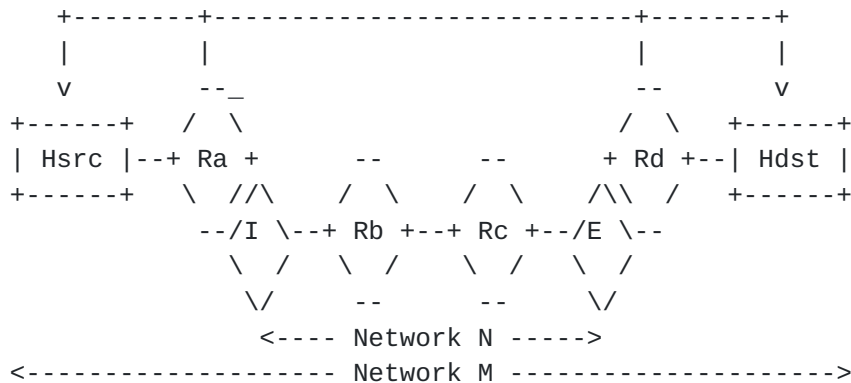 Hsrc Ra Rd Hdst
I Rb Rc E
Network N
Network M